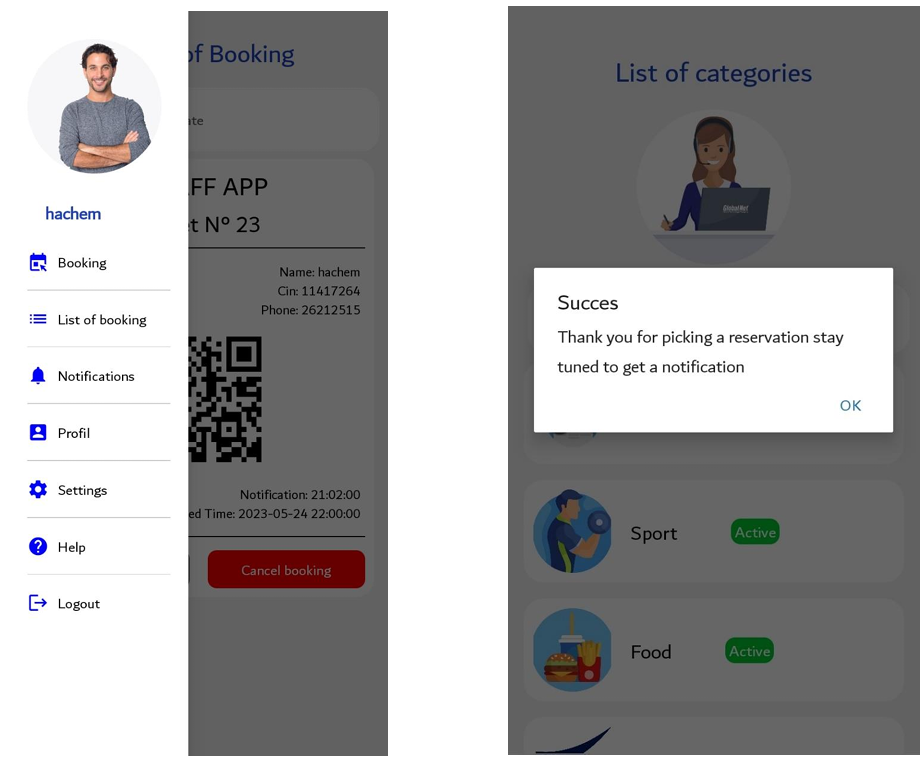 of Booking
ate
FF APP
et N° 23
hachem
Booking
List of booking
Notifications
Profil
Settings
Help
Logout
Name: hachem
Cin: 11417264
Phone: 26212515
Notification: 21:02:00
ed Time: 2023-05-24 22:00:00
Cancel booking
List of categories
GlobalNet
Succes
Thank you for picking a reservation stay
tuned to get a notification
OK
Sport
Active
Food
Active